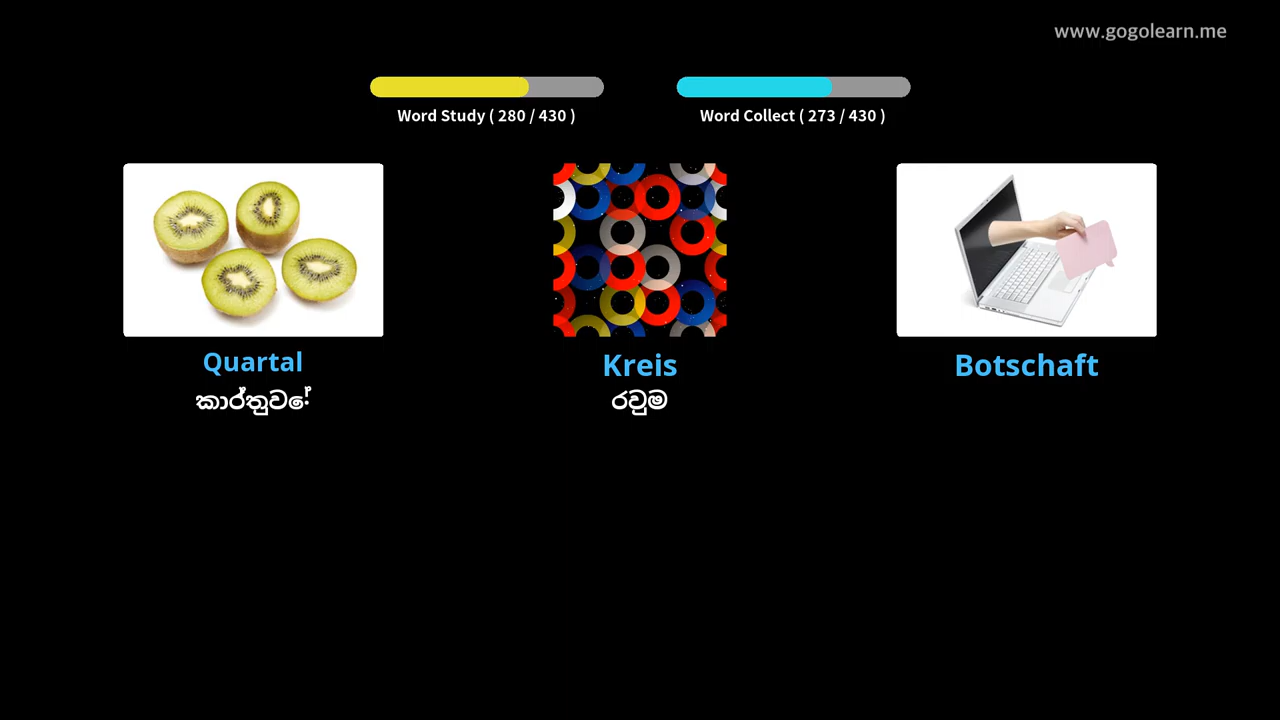 www.gogolearn.me
Word Study ( 280 / 430 )
Word Collect ( 273 / 430 )
Quartal
කාර්තුවේ
Kreis
රවුම
Botschaft